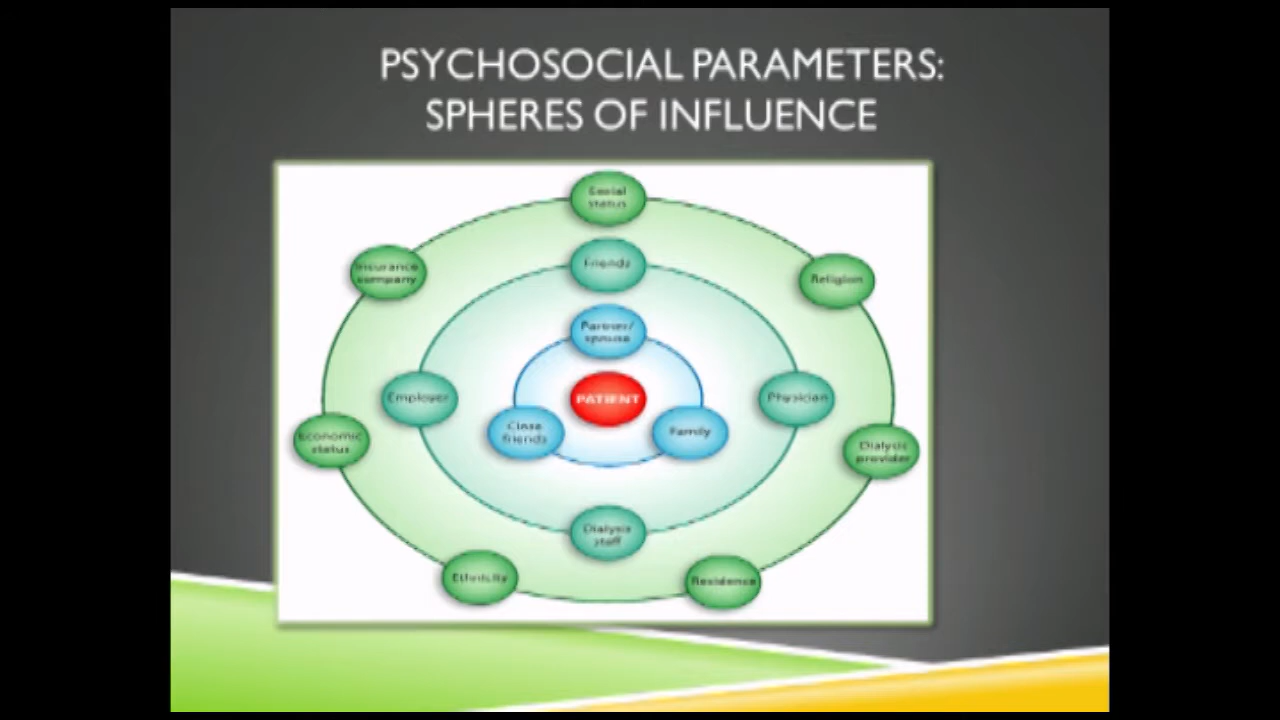 PSYCHOSOCIAL PARAMETERS:
SPHERES OF INFLUENCE
Social
status
Friends
Insurance
company
Religion
Partner/
spouse
Employer
PATIENT
Physician
Close
friends
Family
Economic
status
Dialysis
provider
Dialysis
staff
Ethnicity
Residence